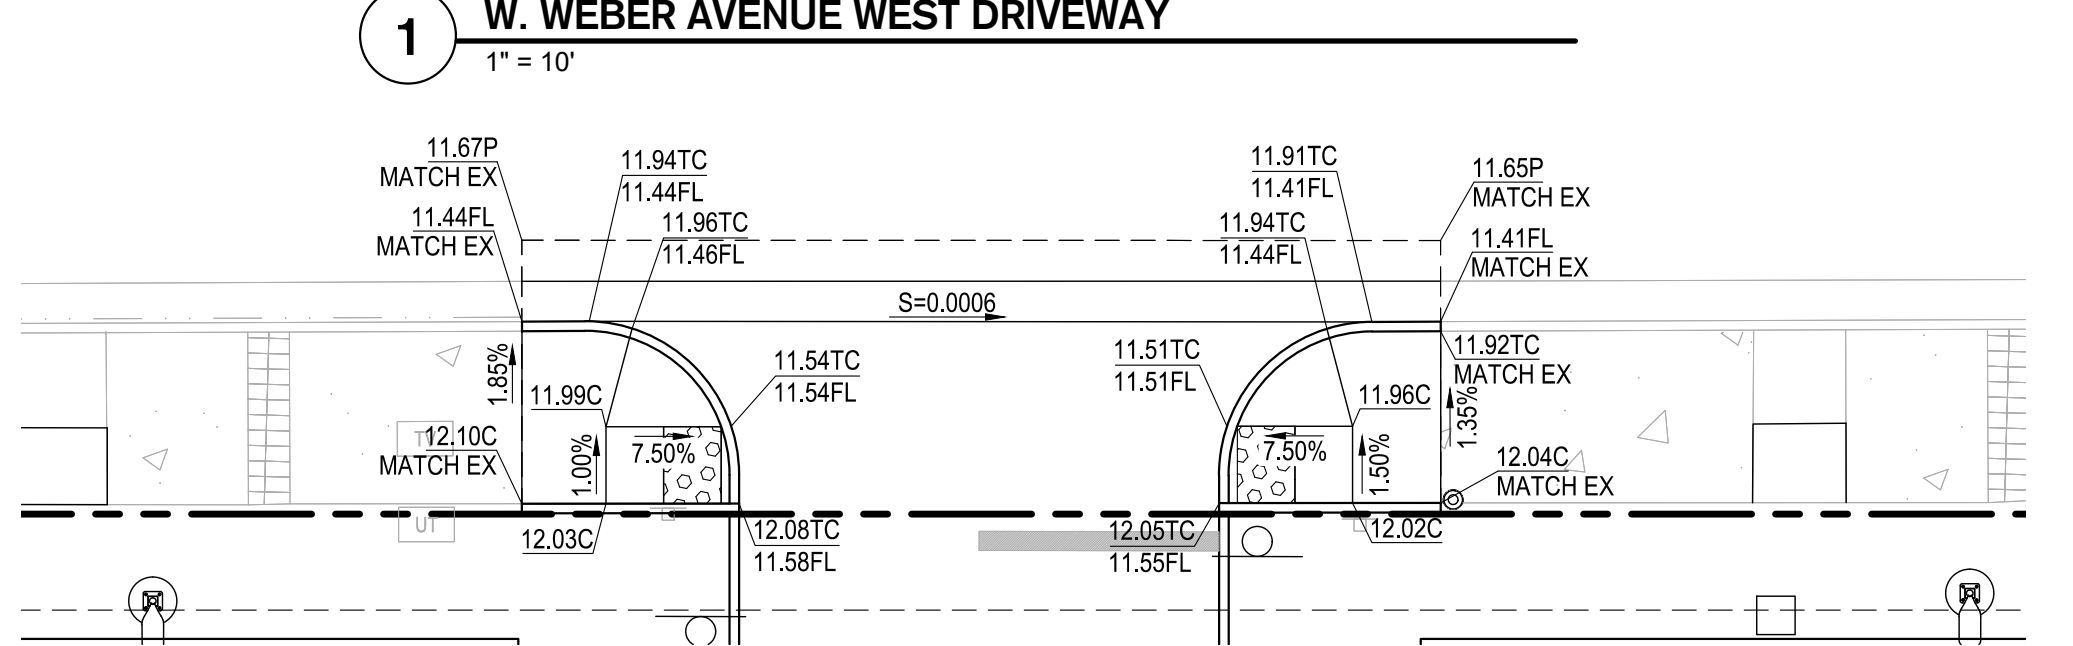 1
W. WEBER AVENUE WEST DRIVEWAY
1" = 10'
11.67P
MATCH EX
11.44FL
MATCH EX
11.94TC
11.44FL
11.96TC
11.46FL
11.91TC
11.41FL
11.94TC
11.44FL
11.65P
MATCH EX
11.41FL
MATCH EX
S=0.0006
1.85%
11.99C
11.54TC
11.54FL
11.51TC
11.51FL
11.96C
11.92TC
MATCH EX
1.35%
TV
12.10C
MATCH EX
1.00%
7.50%
7.50%
1.50%
12.04C
MATCH EX
UT
12.03C
12.08TC
11.58FL
12.05TC
11.55FL
12.02C